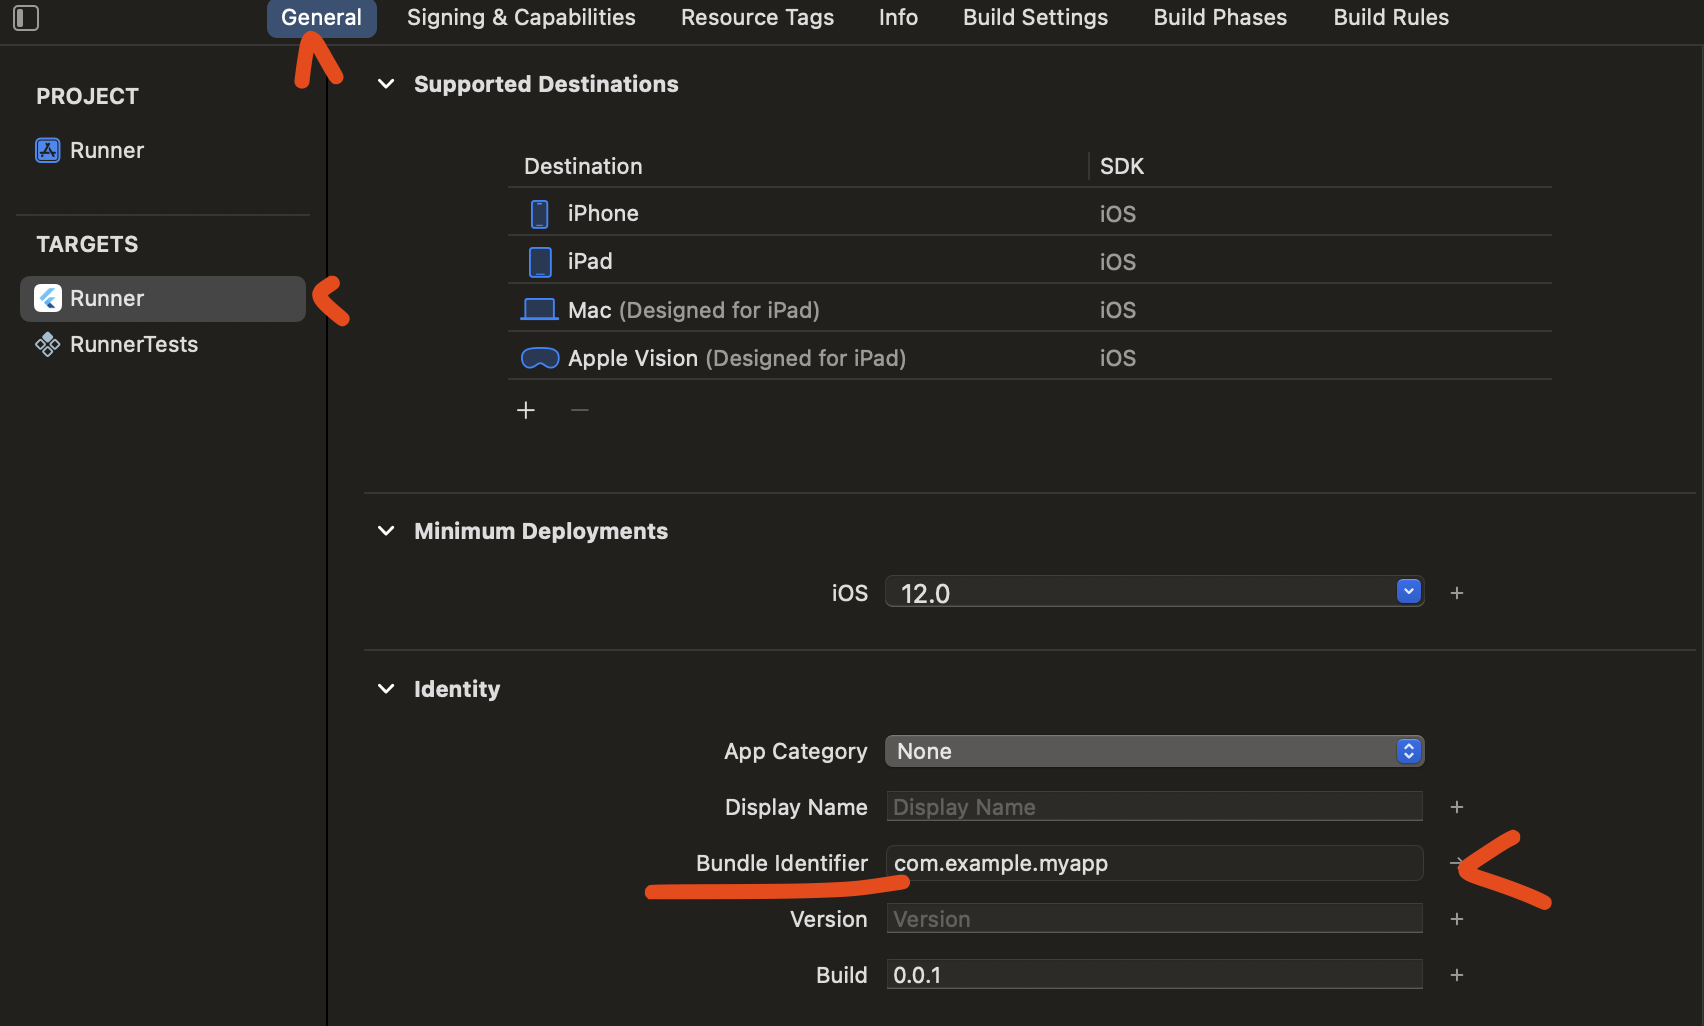 General Signing & Capabilities Resource Tags Info Build Settings Build Phases Build Rules
PROJECT
Runner
TARGETS
Runner
RunnerTests
Supported Destinations
Destination SDK
iPhone iOS
iPad iOS
Mac (Designed for iPad) iOS
Apple Vision (Designed for iPad) iOS
Minimum Deployments
iOS 12.0
Identity
App Category None
Display Name Display Name
Bundle Identifier com.example.myapp
Version Version
Build 0.0.1